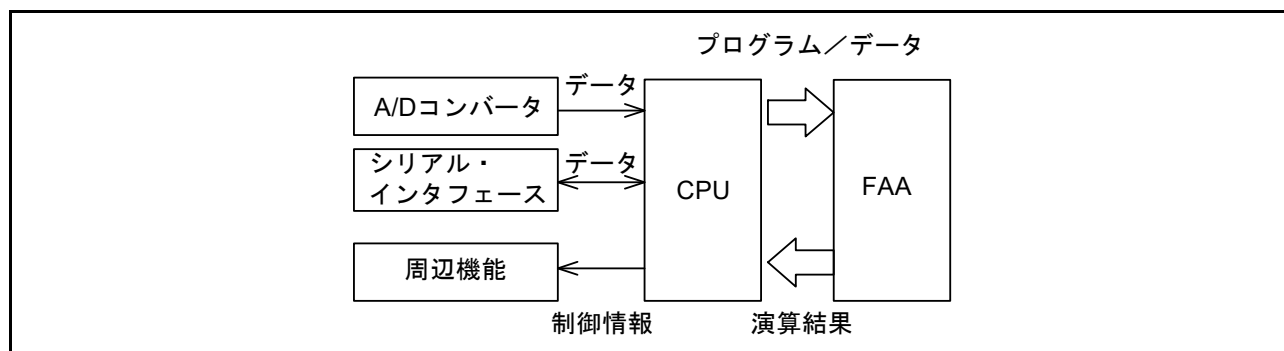 プログラム／データ
A/Dコンバータ
データ
シリアル・
インタフェース
データ
周辺機能
CPU
FAA
制御情報
演算結果